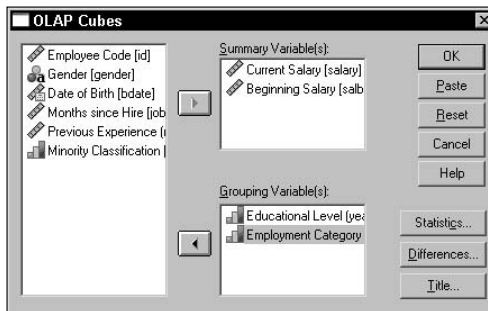 OLAP Cubes
Employee Code [id]
Gender [gender]
Date of Birth [bdate]
Months since Hire [job
Previous Experience (
Minority Classification [
Summary Variable(s):
Current Salary [salary]
Beginning Salary [salb
Grouping Variable(s):
Educational Level (yea
Employment Category
OK
Paste
Reset
Cancel
Help
Statistics...
Differences...
Title...